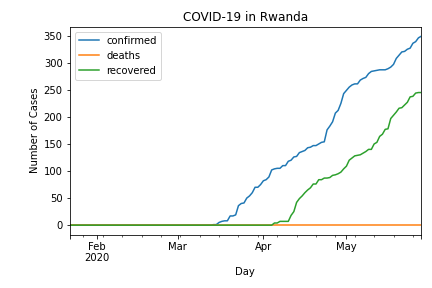 COVID-19 in Rwanda
confirmed
deaths
recovered
Number of Cases
350
300
250
200
150
100
50
0
Feb
2020
Mar
Apr
May
Day